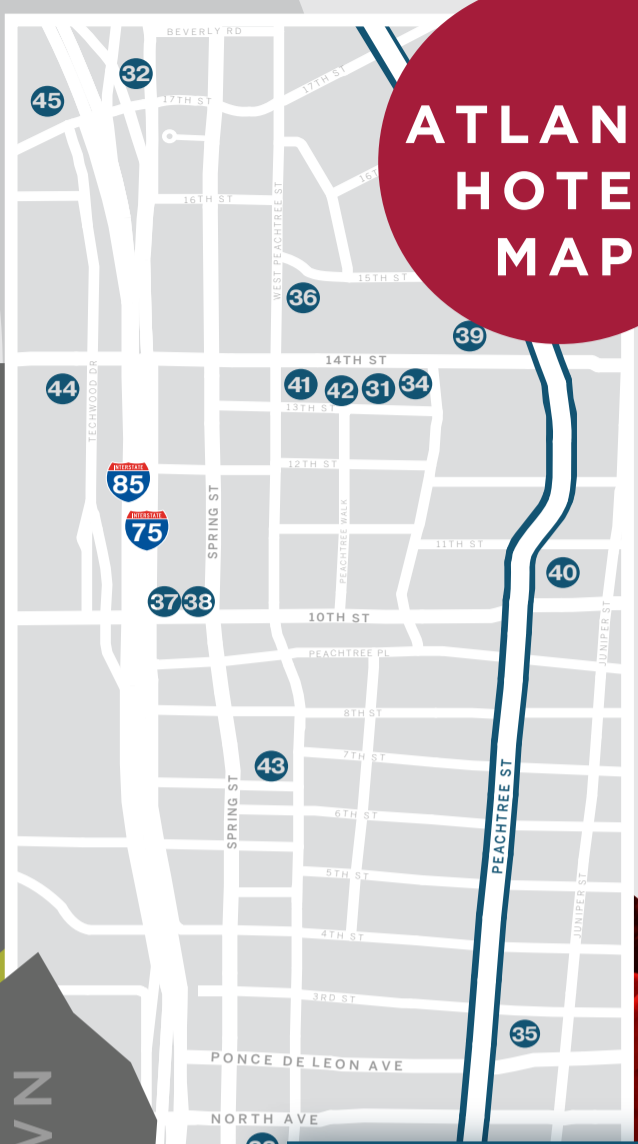 ATLAN
HOTE
MAP
BEVERLY RD
32
45
17TH ST
17TH ST
16TH ST
16T
WEST PEACHTREE ST
15TH ST
36
39
14TH ST
44
TECHWOOD DR
41
42
31
34
13TH ST
12TH ST
INTERSTATE
85
INTERSTATE
75
SPRING ST
PEACHTREE WALK
11TH ST
40
37
38
10TH ST
JUNIPER ST
PEACHTREE PL
8TH ST
7TH ST
43
SPRING ST
6TH ST
PEACHTREE ST
5TH ST
JUNIPER ST
4TH ST
3RD ST
35
PONCE DE LEON AVE
NORTH AVE
WN